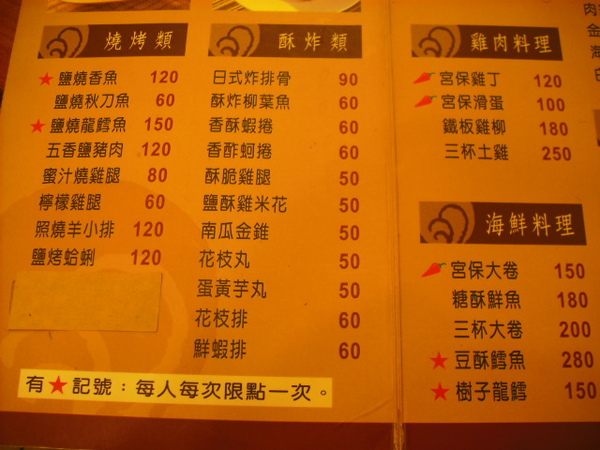 燒烤類
★鹽燒香魚 120
鹽燒秋刀魚 60
★鹽燒龍鱈魚 150
五香鹽豬肉 120
蜜汁燒雞腿 80
檸檬雞腿 60
照燒羊小排 120
鹽烤蛤蜊 120
酥炸類
日式炸排骨 90
酥炸柳葉魚 60
香酥蝦捲 60
香酢蚵捲 60
酥脆雞腿 50
鹽酥雞米花 50
南瓜金錐 50
花枝丸 50
蛋黃芋丸 50
花枝排 60
鮮蝦排 60
雞肉料理
宮保雞丁 120
宮保滑蛋 100
鐵板雞柳 180
三杯土雞 250
海鮮料理
宮保大卷 150
糖酥鮮魚 180
三杯大卷 200
★豆酥鱈魚 280
★樹子龍鱈 150
有★記號：每人每次限點一次。